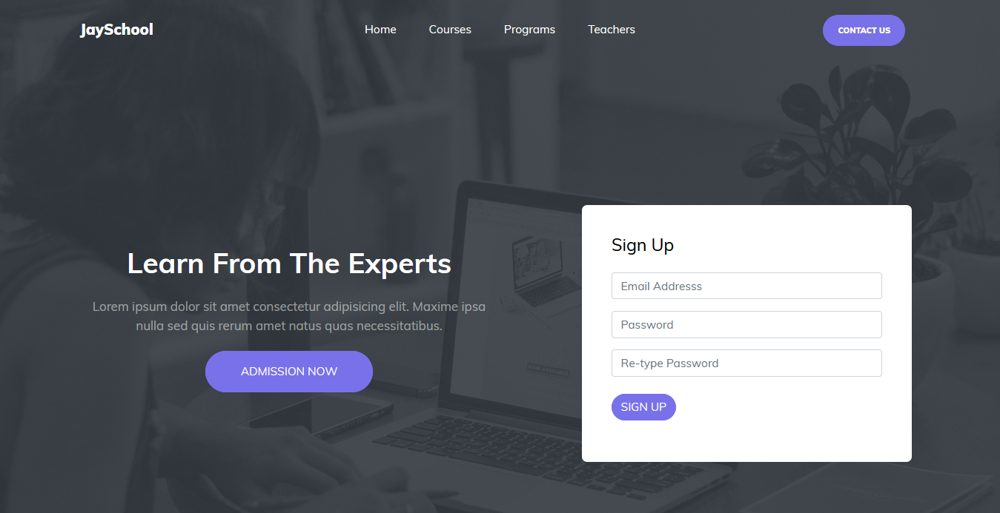 JaySchool
Home Courses Programs Teachers
CONTACT US
Learn From The Experts
Lorem ipsum dolor sit amet consectetur adipisicing elit. Maxime ipsa
nulla sed quis rerum amet natus quas necessitatibus.
ADMISSION NOW
Sign Up
Email Addresss
Password
Re-type Password
SIGN UP